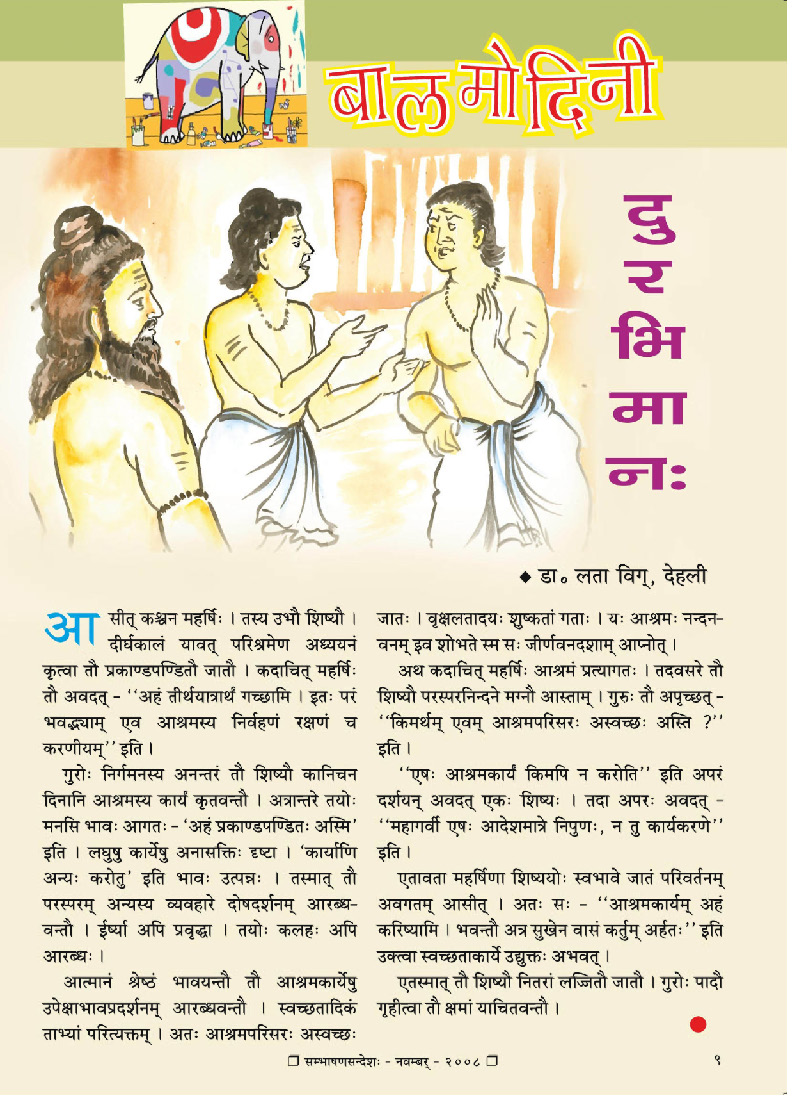 बालमोदिनी
दुरभिमानः
◆ डा० लता विग्, देहली
आसीत् कश्चन महर्षिः । तस्य उभौ शिष्यौ ।
दीर्घकालं यावत् परिश्रमेण अध्ययनं
कृत्वा तौ प्रकाण्डपण्डितौ जातौ । कदाचित् महर्षिः
तौ अवदत् - ‘‘अहं तीर्थयात्रार्थं गच्छामि । इतः परं
भवद्भ्याम् एव आश्रमस्य निर्वहणं रक्षणं च
करणीयम्’’ इति ।
गुरोः निर्गमनस्य अनन्तरं तौ शिष्यौ कानिचन
दिनानि आश्रमस्य कार्यं कृतवन्तौ । अत्रान्तरे तयोः
मनसि भावः आगतः - ‘अहं प्रकाण्डपण्डितः अस्मि’
इति । लघुषु कार्येषु अनासक्तिः दृष्टा । ‘कार्याणि
अन्यः करोतु’ इति भावः उत्पन्नः । तस्मात् तौ
परस्परम् अन्यस्य व्यवहारे दोषदर्शनम् आरब्ध-
वन्तौ । ईर्ष्या अपि प्रवृद्धा । तयोः कलहः अपि
आरब्धः ।
आत्मानं श्रेष्ठं भावयन्तौ तौ आश्रमकार्येषु
उपेक्षाभावप्रदर्शनम् आरब्धवन्तौ । स्वच्छतादिकं
ताभ्यां परित्यक्तम् । अतः आश्रमपरिसरः अस्वच्छः
जातः । वृक्षलतादयः शुष्कतां गताः । यः आश्रमः नन्दन-
वनम् इव शोभते स्म सः जीर्णवनदशाम् आप्नोत् ।
अथ कदाचित् महर्षिः आश्रमं प्रत्यागतः । तदवसरे तौ
शिष्यौ परस्परनिन्दने मग्नौ आस्ताम् । गुरुः तौ अपृच्छत् -
‘‘किमर्थम् एवम् आश्रमपरिसरः अस्वच्छः अस्ति ?’’
इति ।
‘‘एषः आश्रमकार्यं किमपि न करोति’’ इति अपरं
दर्शयन् अवदत् एकः शिष्यः । तदा अपरः अवदत् -
‘‘महागर्वी एषः आदेशमात्रे निपुणः, न तु कार्यकरणे’’
इति ।
एतावता महर्षिणा शिष्ययोः स्वभावे जातं परिवर्तनम्
अवगतम् आसीत् । अतः सः - ‘‘आश्रमकार्यम् अहं
करिष्यामि । भवन्तौ अत्र सुखेन वासं कर्तुम् अर्हतः’’ इति
उक्त्वा स्वच्छताकार्ये उद्युक्तः अभवत् ।
एतस्मात् तौ शिष्यौ नितरां लज्जितौ जातौ । गुरोः पादौ
गृहीत्वा तौ क्षमां याचितवन्तौ ।
❐ सम्भाषणसन्देशः - नवम्बर् - २००८ ❐
९